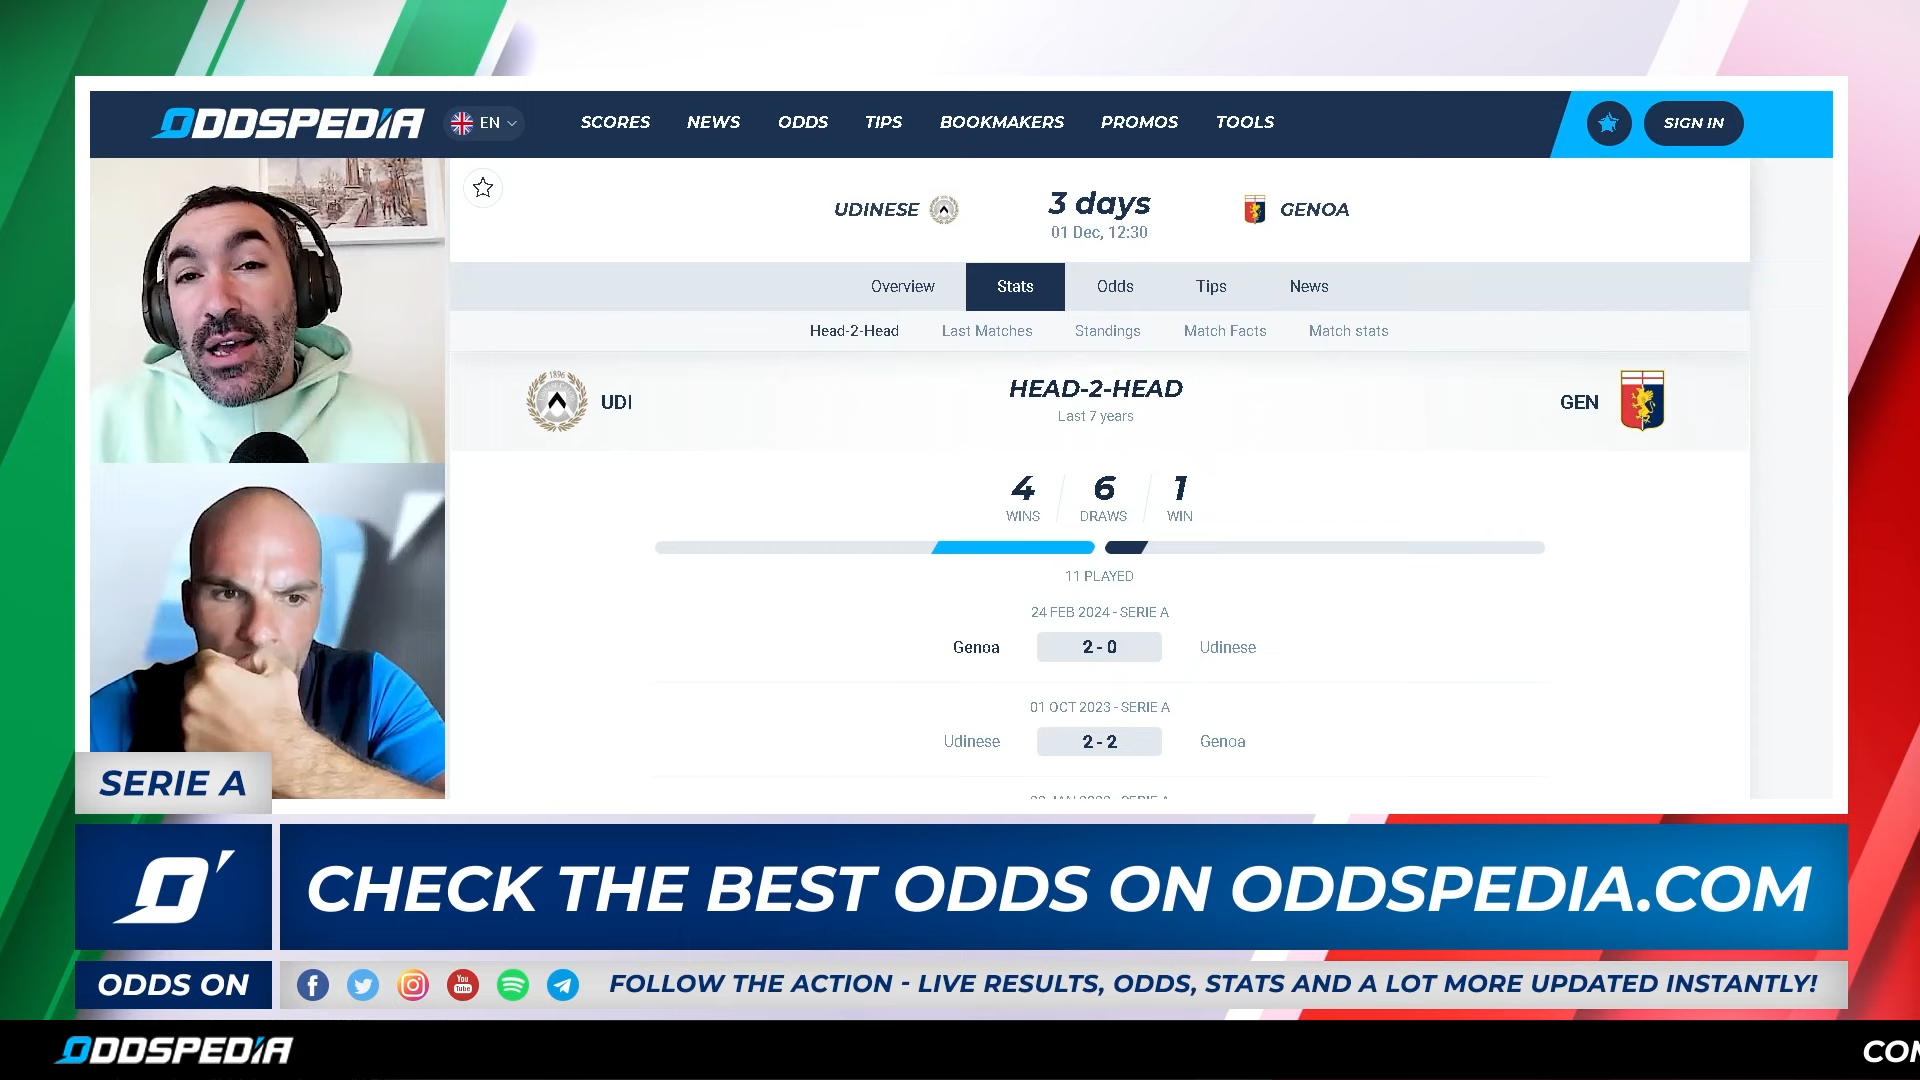 ODDSPEDIA
EN
SCORES NEWS ODDS TIPS BOOKMAKERS PROMOS TOOLS
SIGN IN
UDINESE
3 days
01 Dec, 12:30
GENOA
Overview Stats Odds Tips News
Head-2-Head Last Matches Standings Match Facts Match stats
1896
UDI
HEAD-2-HEAD
Last 7 years
GEN
4 6 1
WINS DRAWS WIN
11 PLAYED
24 FEB 2024 - SERIE A
Genoa 2 - 0 Udinese
01 OCT 2023 - SERIE A
Udinese 2 - 2 Genoa
SERIE A
CHECK THE BEST ODDS ON ODDSPEDIA.COM
ODDS ON
You Tube
FOLLOW THE ACTION - LIVE RESULTS, ODDS, STATS AND A LOT MORE UPDATED INSTANTLY!
ODDSPEDIA